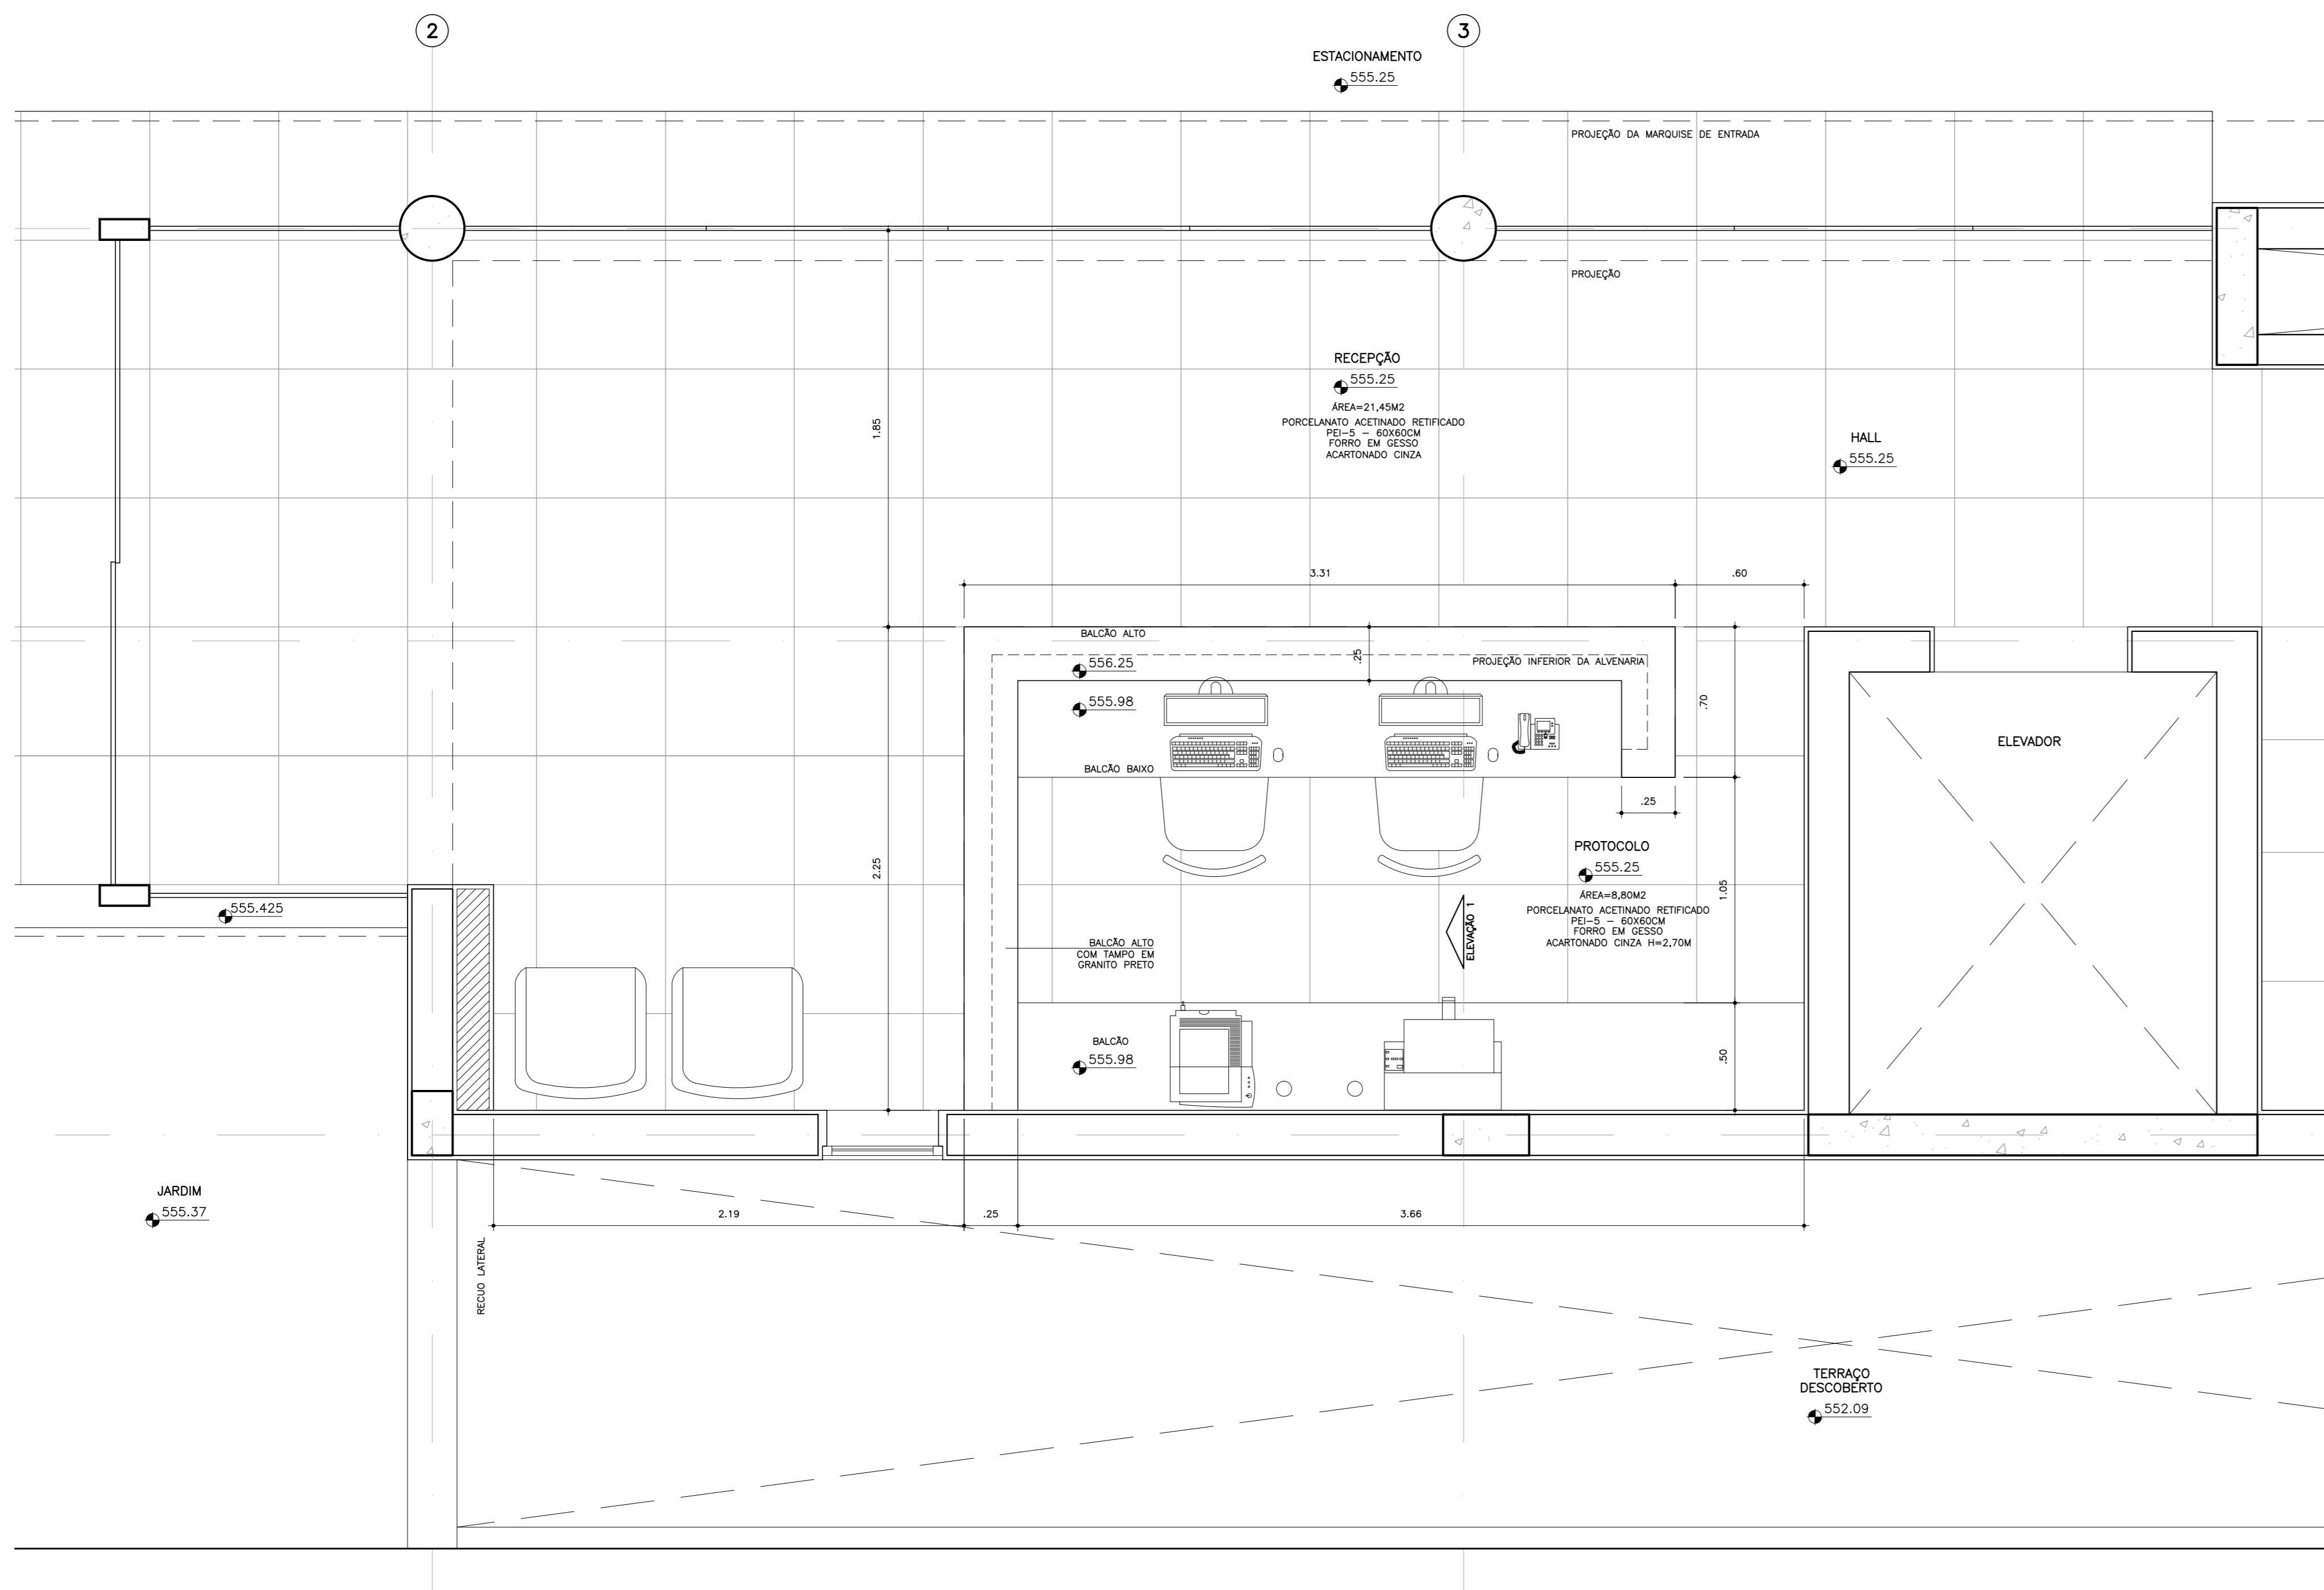 2
3
ESTACIONAMENTO
555.25
PROJEÇÃO DA MARQUISE DE ENTRADA
PROJEÇÃO
RECEPÇÃO
555.25
ÁREA=21,45M2
PORCELANATO ACETINADO RETIFICADO
PEI-5 - 60X60CM
FORRO EM GESSO
ACARTONADO CINZA
1.85
HALL
555.25
3.31
.60
BALCÃO ALTO
556.25
.25
PROJEÇÃO INFERIOR DA ALVENARIA
555.98
.70
ELEVADOR
BALCÃO BAIXO
.25
2.25
PROTOCOLO
555.25
ÁREA=8,80M2
PORCELANATO ACETINADO RETIFICADO
PEI-5 - 60X60CM
FORRO EM GESSO
ACARTONADO CINZA H=2,70M
1.05
555.425
ELEVAÇÃO 1
BALCÃO ALTO
COM TAMPO EM
GRANITO PRETO
BALCÃO
555.98
.50
JARDIM
555.37
2.19
.25
3.66
RECUO LATERAL
TERRAÇO
DESCOBERTO
552.09